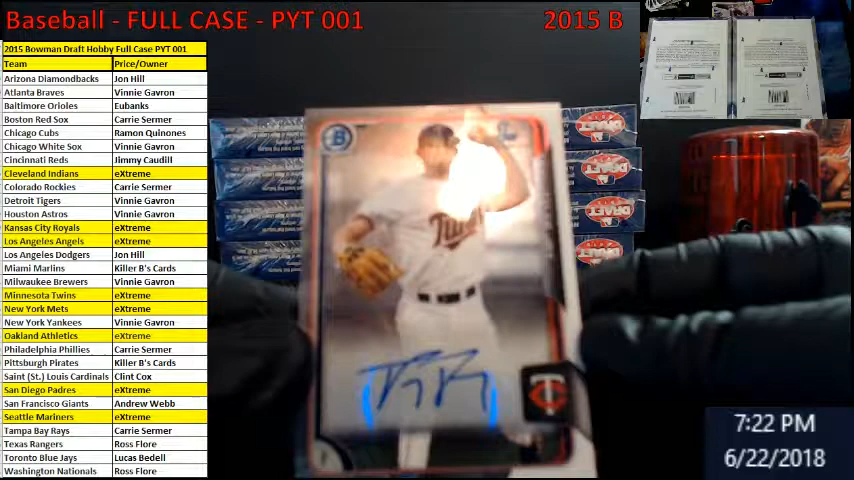 Baseball - FULL CASE - PYT 001
2015 B
2015 Bowman Draft Hobby Full Case PYT 001
Team Price/Owner
Arizona Diamondbacks Jon Hill
Atlanta Braves Vinnie Gavron
Baltimore Orioles Eubanks
Boston Red Sox Carrie Sermer
Chicago Cubs Ramon Quinones
Chicago White Sox Vinnie Gavron
Cincinnati Reds Jimmy Caudill
Cleveland Indians eXtreme
Colorado Rockies Carrie Sermer
Detroit Tigers Vinnie Gavron
Houston Astros Vinnie Gavron
Kansas City Royals eXtreme
Los Angeles Angels eXtreme
Los Angeles Dodgers Jon Hill
Miami Marlins Killer B's Cards
Milwaukee Brewers Vinnie Gavron
Minnesota Twins eXtreme
New York Mets eXtreme
New York Yankees Vinnie Gavron
Oakland Athletics eXtreme
Philadelphia Phillies Carrie Sermer
Pittsburgh Pirates Killer B's Cards
Saint (St.) Louis Cardinals Clint Cox
San Diego Padres eXtreme
San Francisco Giants Andrew Webb
Seattle Mariners eXtreme
Tampa Bay Rays Carrie Sermer
Texas Rangers Ross Flore
Toronto Blue Jays Lucas Bedell
Washington Nationals Ross Flore
B
Twins
TC
DRAFT
DRAFT
DRAFT
DRAFT
7:22 PM
6/22/2018